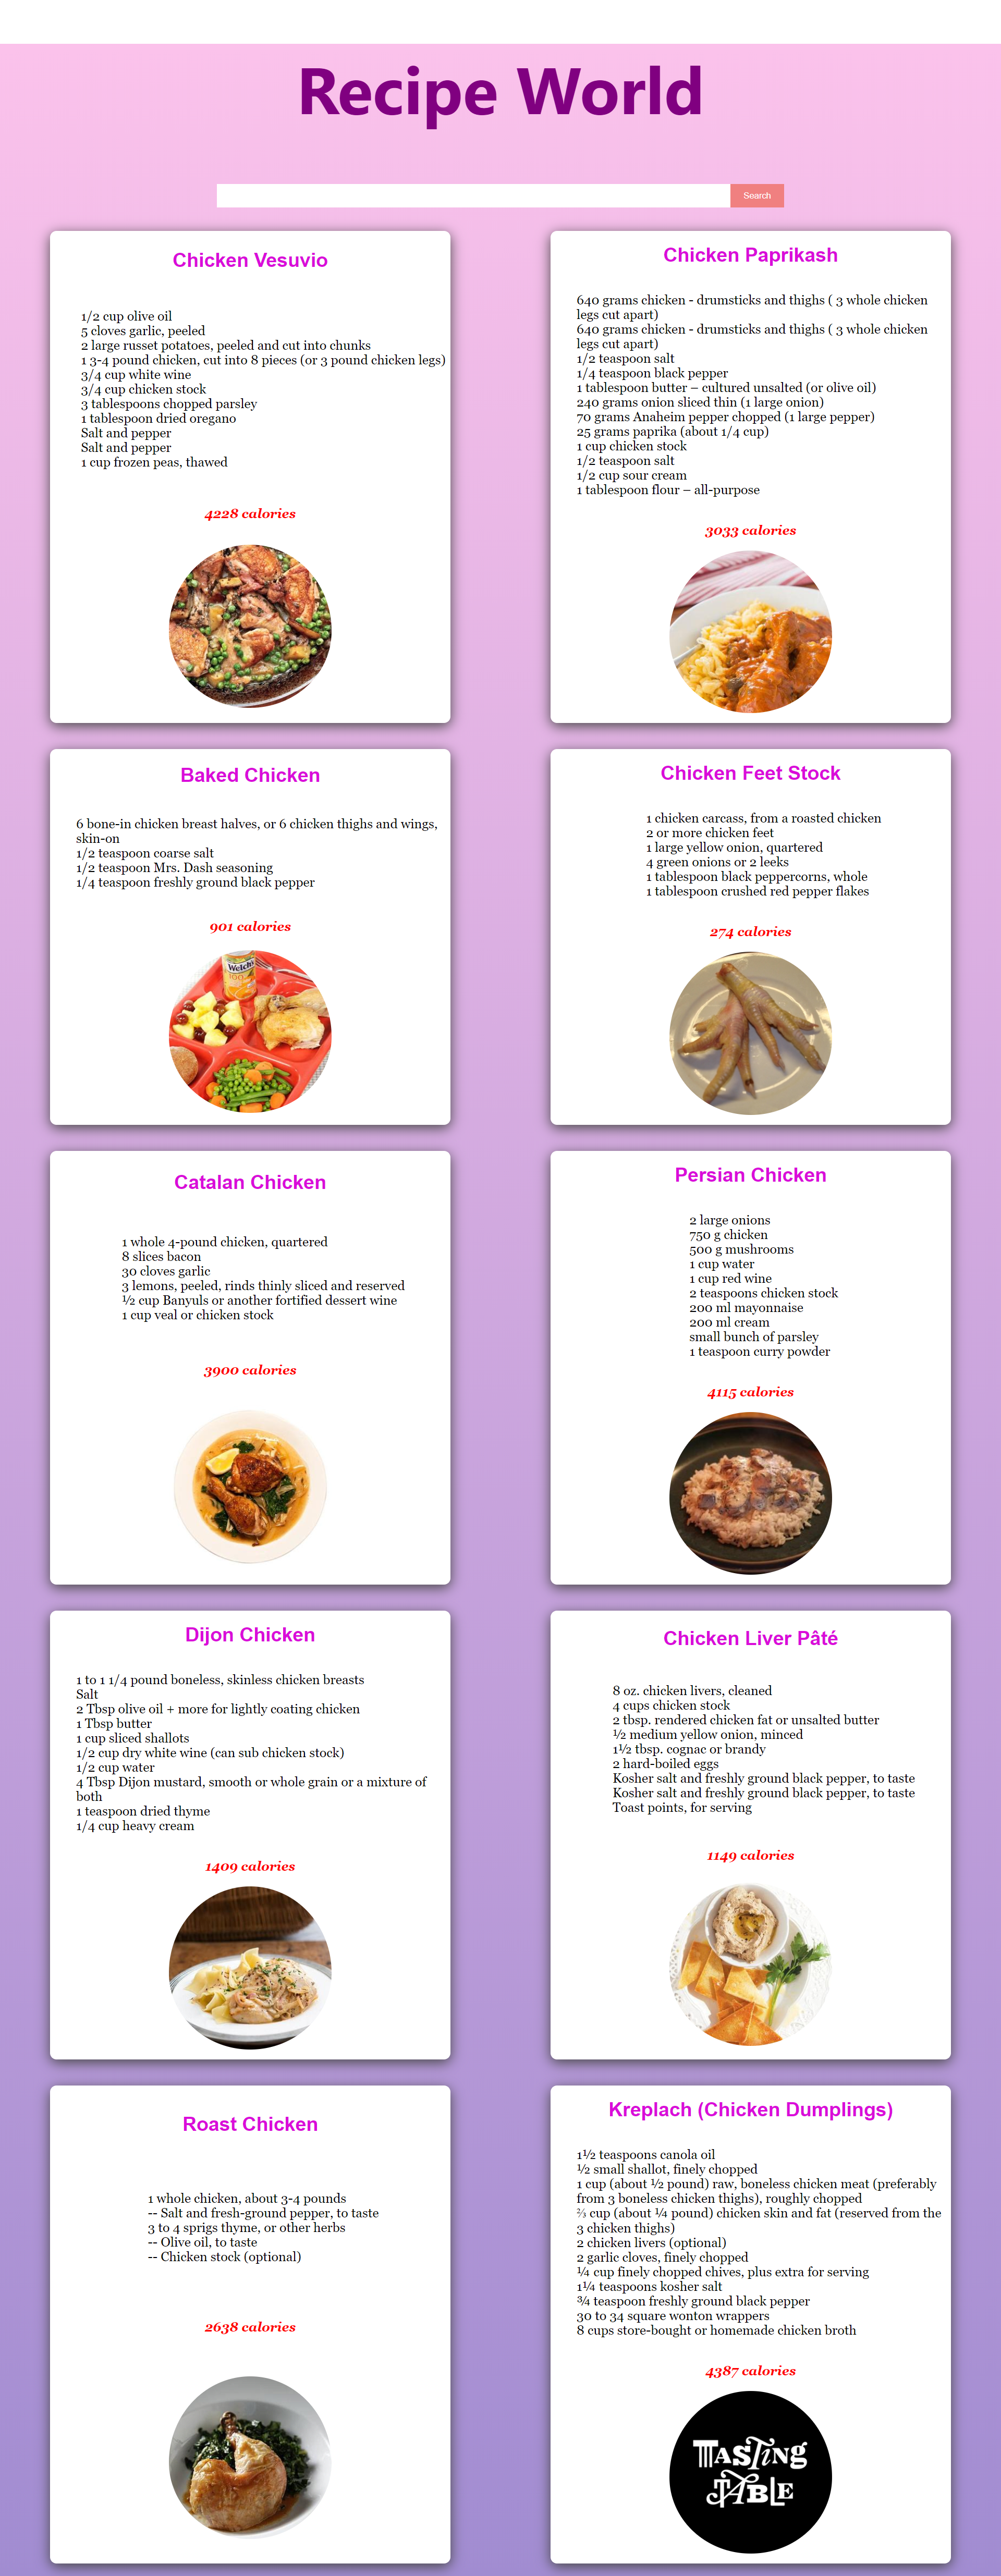 Recipe World
Search
Chicken Vesuvio
1/2 cup olive oil
5 cloves garlic, peeled
2 large russet potatoes, peeled and cut into chunks
1 3-4 pound chicken, cut into 8 pieces (or 3 pound chicken legs)
3/4 cup white wine
3/4 cup chicken stock
3 tablespoons chopped parsley
1 tablespoon dried oregano
Salt and pepper
Salt and pepper
1 cup frozen peas, thawed
4228 calories
Chicken Paprikash
640 grams chicken - drumsticks and thighs ( 3 whole chicken
legs cut apart)
640 grams chicken - drumsticks and thighs ( 3 whole chicken
legs cut apart)
1/2 teaspoon salt
1/4 teaspoon black pepper
1 tablespoon butter – cultured unsalted (or olive oil)
240 grams onion sliced thin (1 large onion)
70 grams Anaheim pepper chopped (1 large pepper)
25 grams paprika (about 1/4 cup)
1 cup chicken stock
1/2 teaspoon salt
1/2 cup sour cream
1 tablespoon flour – all-purpose
3033 calories
Baked Chicken
6 bone-in chicken breast halves, or 6 chicken thighs and wings,
skin-on
1/2 teaspoon coarse salt
1/2 teaspoon Mrs. Dash seasoning
1/4 teaspoon freshly ground black pepper
901 calories
Welch's
100
Chicken Feet Stock
1 chicken carcass, from a roasted chicken
2 or more chicken feet
1 large yellow onion, quartered
4 green onions or 2 leeks
1 tablespoon black peppercorns, whole
1 tablespoon crushed red pepper flakes
274 calories
Catalan Chicken
1 whole 4-pound chicken, quartered
8 slices bacon
30 cloves garlic
3 lemons, peeled, rinds thinly sliced and reserved
½ cup Banyuls or another fortified dessert wine
1 cup veal or chicken stock
3900 calories
Persian Chicken
2 large onions
750 g chicken
500 g mushrooms
1 cup water
1 cup red wine
2 teaspoons chicken stock
200 ml mayonnaise
200 ml cream
small bunch of parsley
1 teaspoon curry powder
4115 calories
Dijon Chicken
1 to 1 1/4 pound boneless, skinless chicken breasts
Salt
2 Tbsp olive oil + more for lightly coating chicken
1 Tbsp butter
1 cup sliced shallots
1/2 cup dry white wine (can sub chicken stock)
1/2 cup water
4 Tbsp Dijon mustard, smooth or whole grain or a mixture of
both
1 teaspoon dried thyme
1/4 cup heavy cream
1409 calories
Chicken Liver Pâté
8 oz. chicken livers, cleaned
4 cups chicken stock
2 tbsp. rendered chicken fat or unsalted butter
½ medium yellow onion, minced
1½ tbsp. cognac or brandy
2 hard-boiled eggs
Kosher salt and freshly ground black pepper, to taste
Kosher salt and freshly ground black pepper, to taste
Toast points, for serving
1149 calories
Roast Chicken
1 whole chicken, about 3-4 pounds
-- Salt and fresh-ground pepper, to taste
3 to 4 sprigs thyme, or other herbs
-- Olive oil, to taste
-- Chicken stock (optional)
2638 calories
Kreplach (Chicken Dumplings)
1½ teaspoons canola oil
½ small shallot, finely chopped
1 cup (about ½ pound) raw, boneless chicken meat (preferably
from 3 boneless chicken thighs), roughly chopped
⅔ cup (about ¼ pound) chicken skin and fat (reserved from the
3 chicken thighs)
2 chicken livers (optional)
2 garlic cloves, finely chopped
¼ cup finely chopped chives, plus extra for serving
1¼ teaspoons kosher salt
¾ teaspoon freshly ground black pepper
30 to 34 square wonton wrappers
8 cups store-bought or homemade chicken broth
4387 calories
TASTING
TABLE